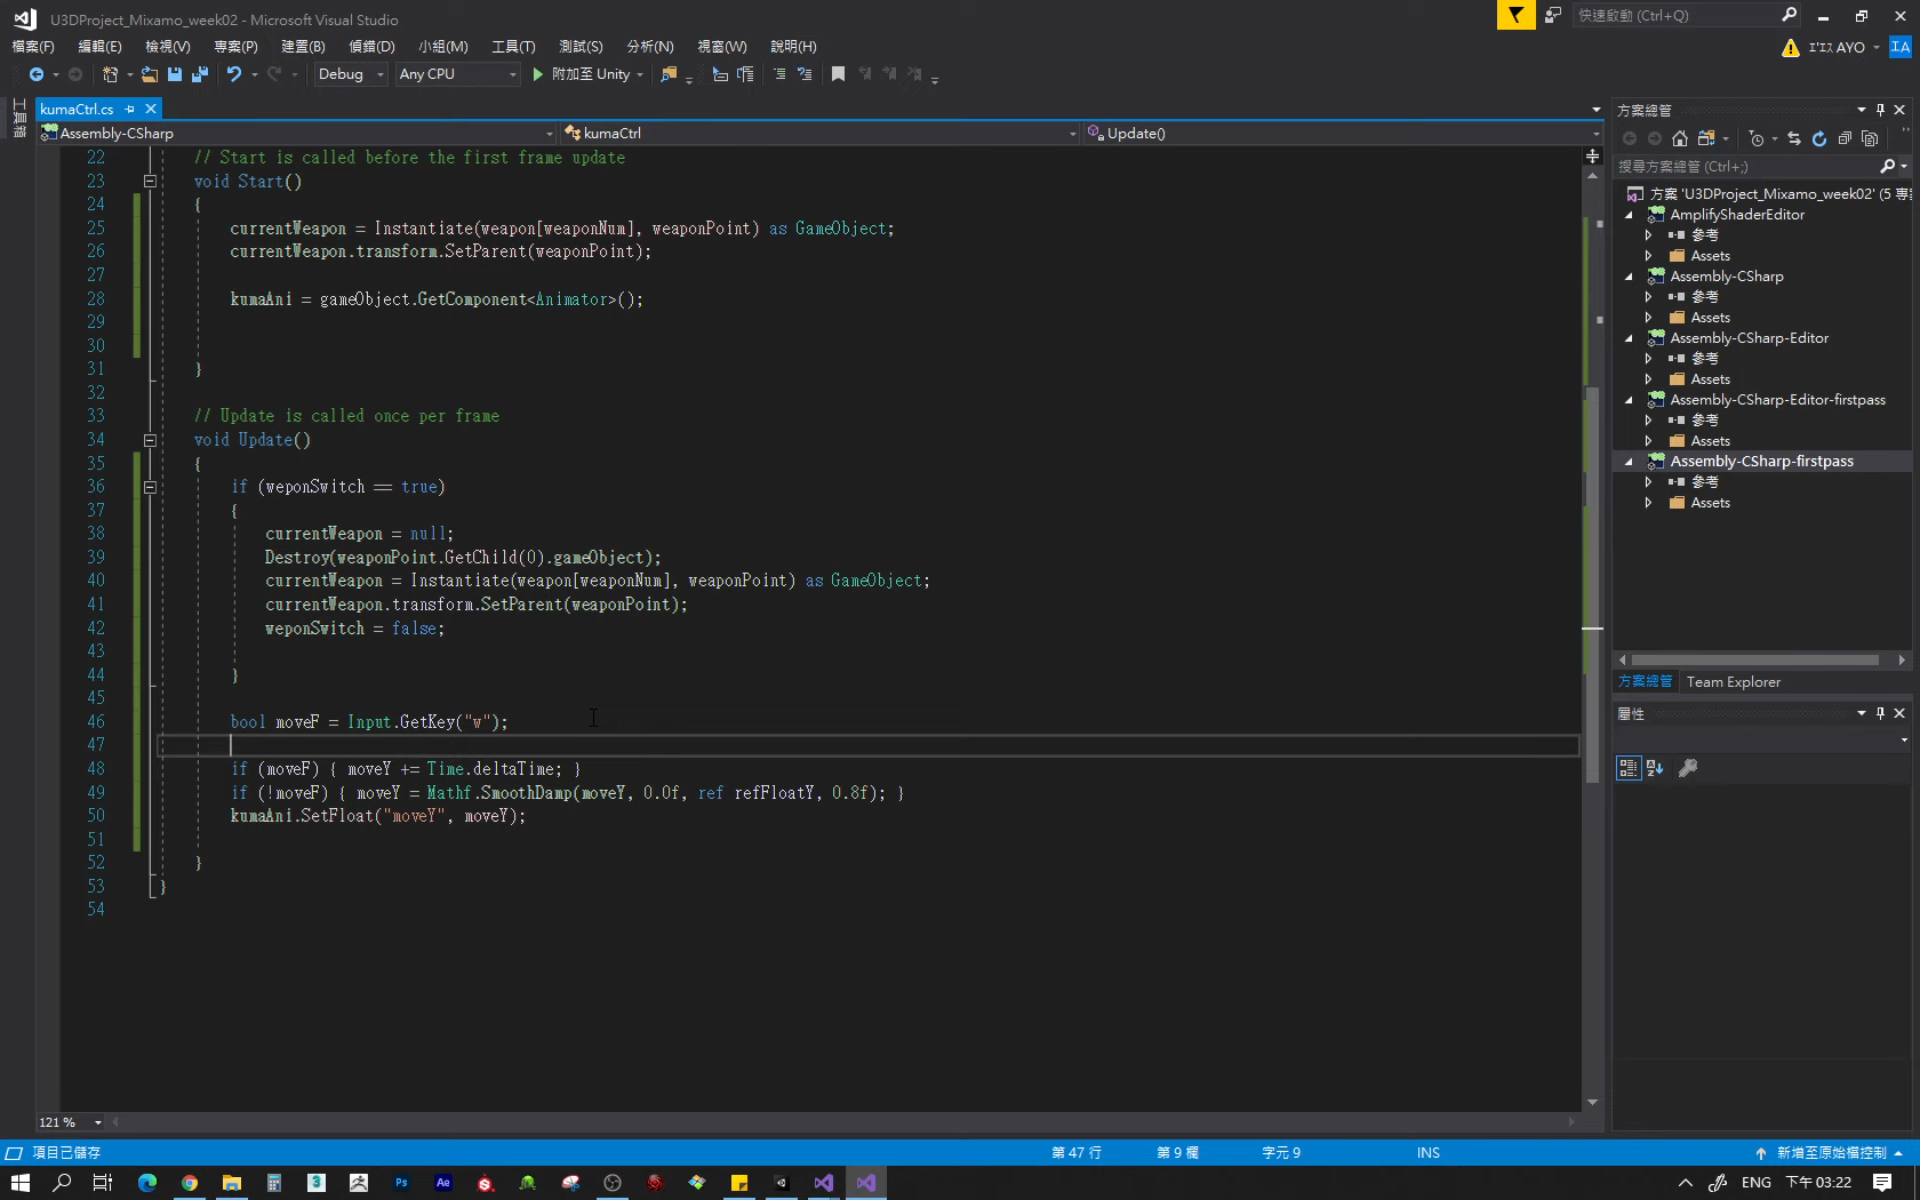 U3DProject_Mixamo_week02 - Microsoft Visual Studio
快速啟動 (Ctrl+Q)
檔案(F) 編輯(E) 檢視(V) 專案(P) 建置(B) 偵錯(D) 小組(M) 工具(T) 測試(S) 分析(N) 視窗(W) 說明(H)
AYO IA
Debug Any CPU 附加至 Unity
工具箱
kumaCtrl.cs
Assembly-CSharp kumaCtrl Update()
22 // Start is called before the first frame update
23 void Start()
24 {
25 currentWeapon = Instantiate(weapon[weaponNum], weaponPoint) as GameObject;
26 currentWeapon.transform.SetParent(weaponPoint);
27
28 kumaAni = gameObject.GetComponent<Animator>();
29
30
31 }
32
33 // Update is called once per frame
34 void Update()
35 {
36 if (weponSwitch == true)
37 {
38 currentWeapon = null;
39 Destroy(weaponPoint.GetChild(0).gameObject);
40 currentWeapon = Instantiate(weapon[weaponNum], weaponPoint) as GameObject;
41 currentWeapon.transform.SetParent(weaponPoint);
42 weponSwitch = false;
43
44 }
45
46 bool moveF = Input.GetKey("w");
47
48 if (moveF) { moveY += Time.deltaTime; }
49 if (!moveF) { moveY = Mathf.SmoothDamp(moveY, 0.0f, ref refFloatY, 0.8f); }
50 kumaAni.SetFloat("moveY", moveY);
51
52 }
53 }
54
121 %
方案總管
搜尋方案總管 (Ctrl+;)
方案 'U3DProject_Mixamo_week02' (5 專
AmplifyShaderEditor
參考
Assets
Assembly-CSharp
參考
Assets
Assembly-CSharp-Editor
參考
Assets
Assembly-CSharp-Editor-firstpass
參考
Assets
Assembly-CSharp-firstpass
參考
Assets
方案總管 Team Explorer
屬性
項目已儲存 第 47 行 第 9 欄 字元 9 INS 新增至原始檔控制
3 Ps Ae ENG 下午 03:22